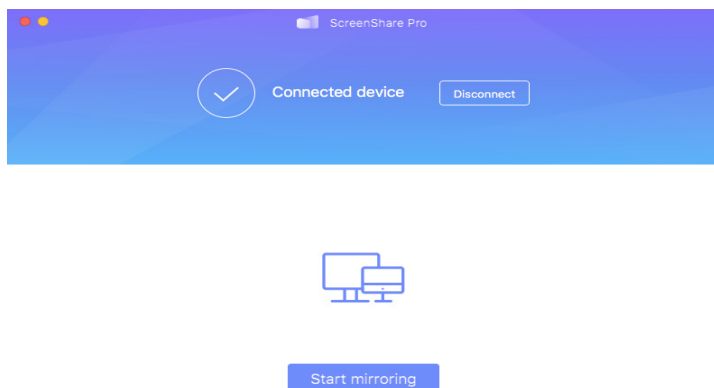 ScreenShare Pro
Connected device
Disconnect
Start mirroring